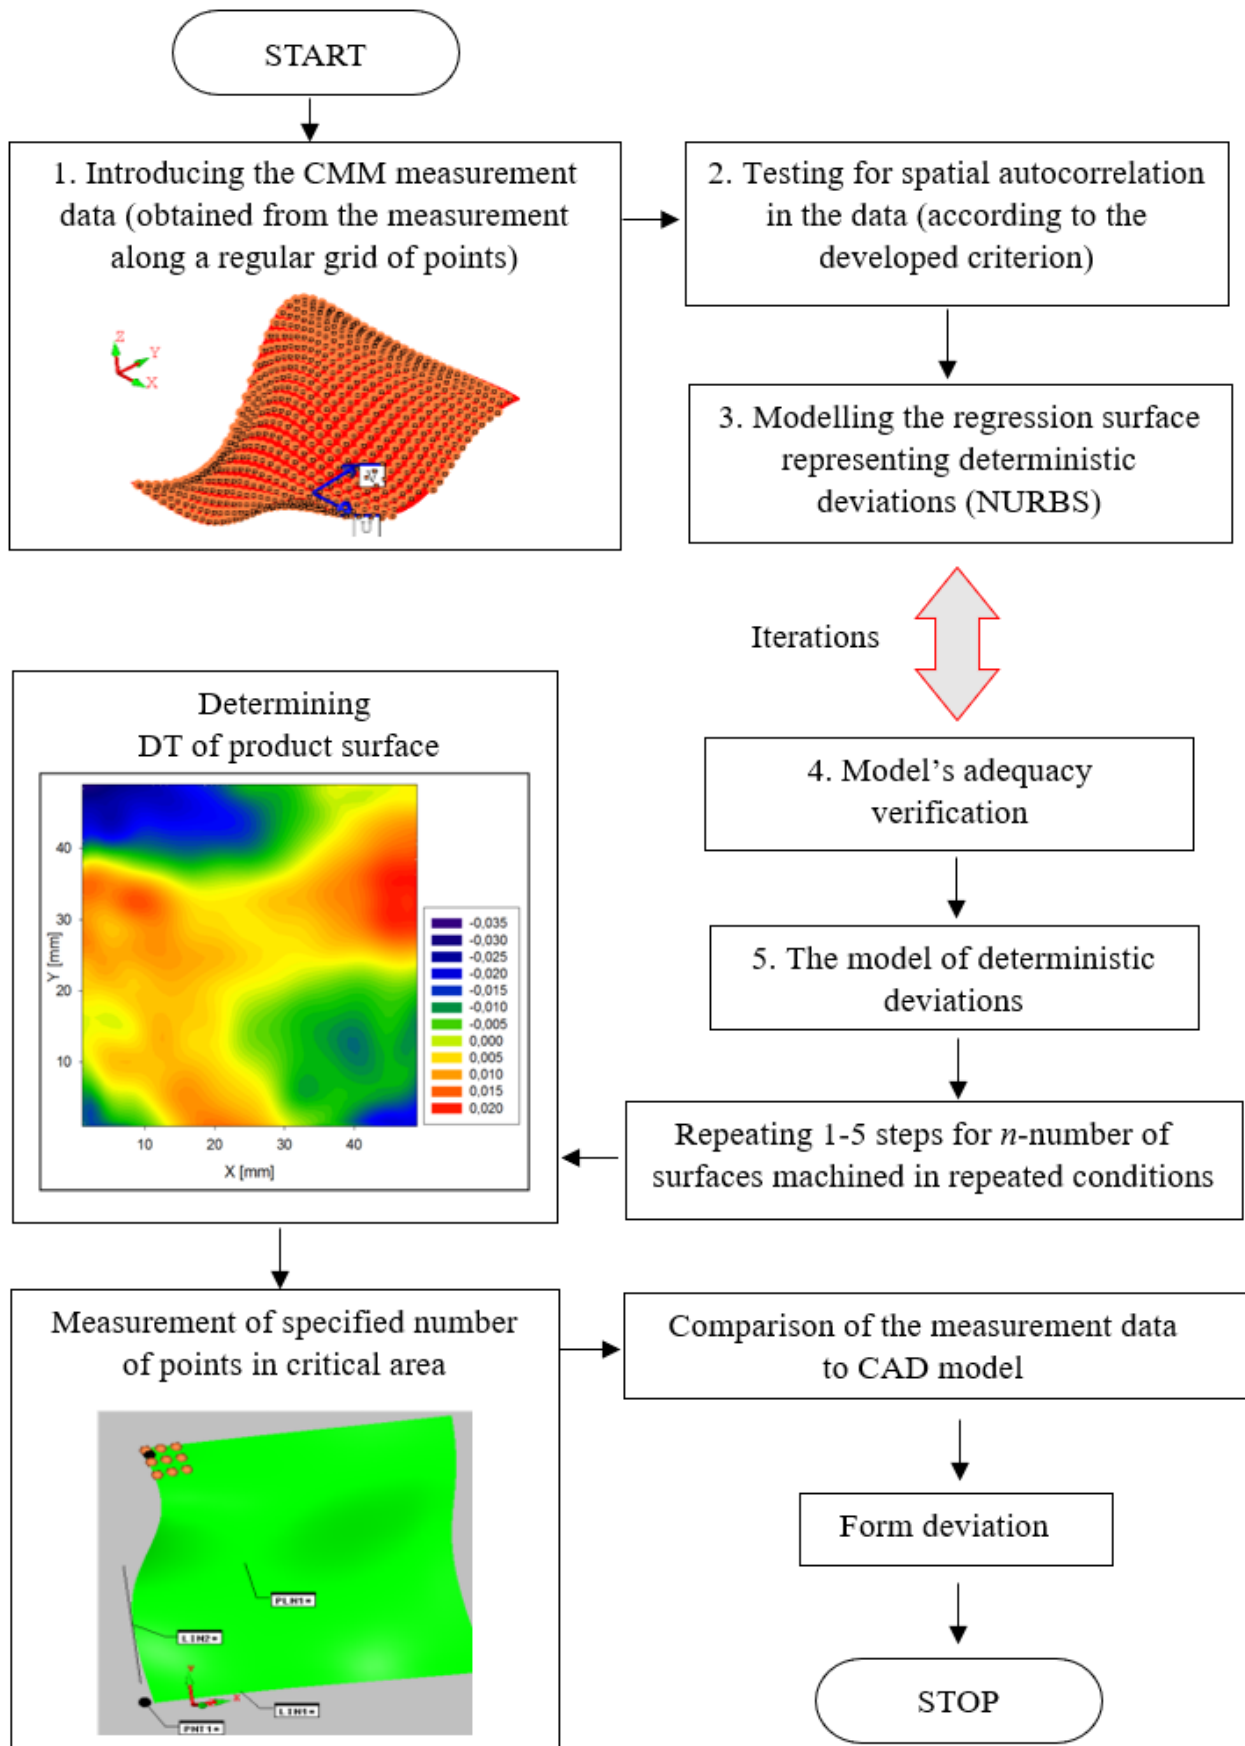 START
1. Introducing the CMM measurement
data (obtained from the measurement
along a regular grid of points)
Z
Y
X
V
U
2. Testing for spatial autocorrelation
in the data (according to the
developed criterion)
3. Modelling the regression surface
representing deterministic
deviations (NURBS)
Iterations
4. Model's adequacy
verification
5. The model of deterministic
deviations
Repeating 1-5 steps for n-number of
surfaces machined in repeated conditions
Determining
DT of product surface
40
30
20
10
Y [mm]
10 20 30 40
X [mm]
-0,035
-0,030
-0,025
-0,020
-0,015
-0,010
-0,005
0,000
0,005
0,010
0,015
0,020
Measurement of specified number
of points in critical area
PLN1*
LIN2*
Y
X
LIN1*
PNT1*
Comparison of the measurement data
to CAD model
Form deviation
STOP